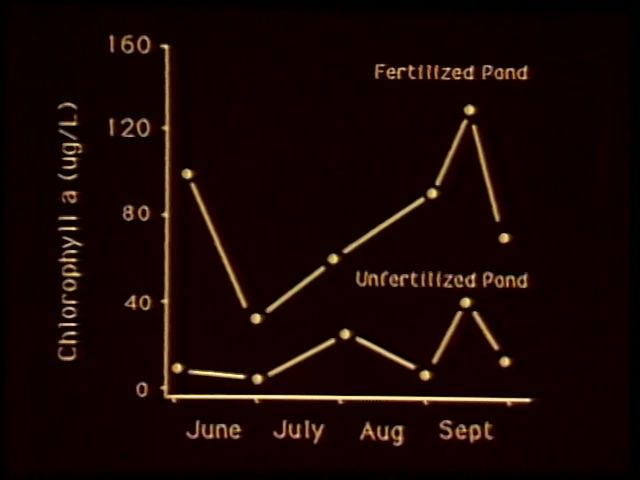 160
Fertilized Pond
120
80
Unfertilized Pond
40
0
Chlorophyll a (ug/L)
June July Aug Sept